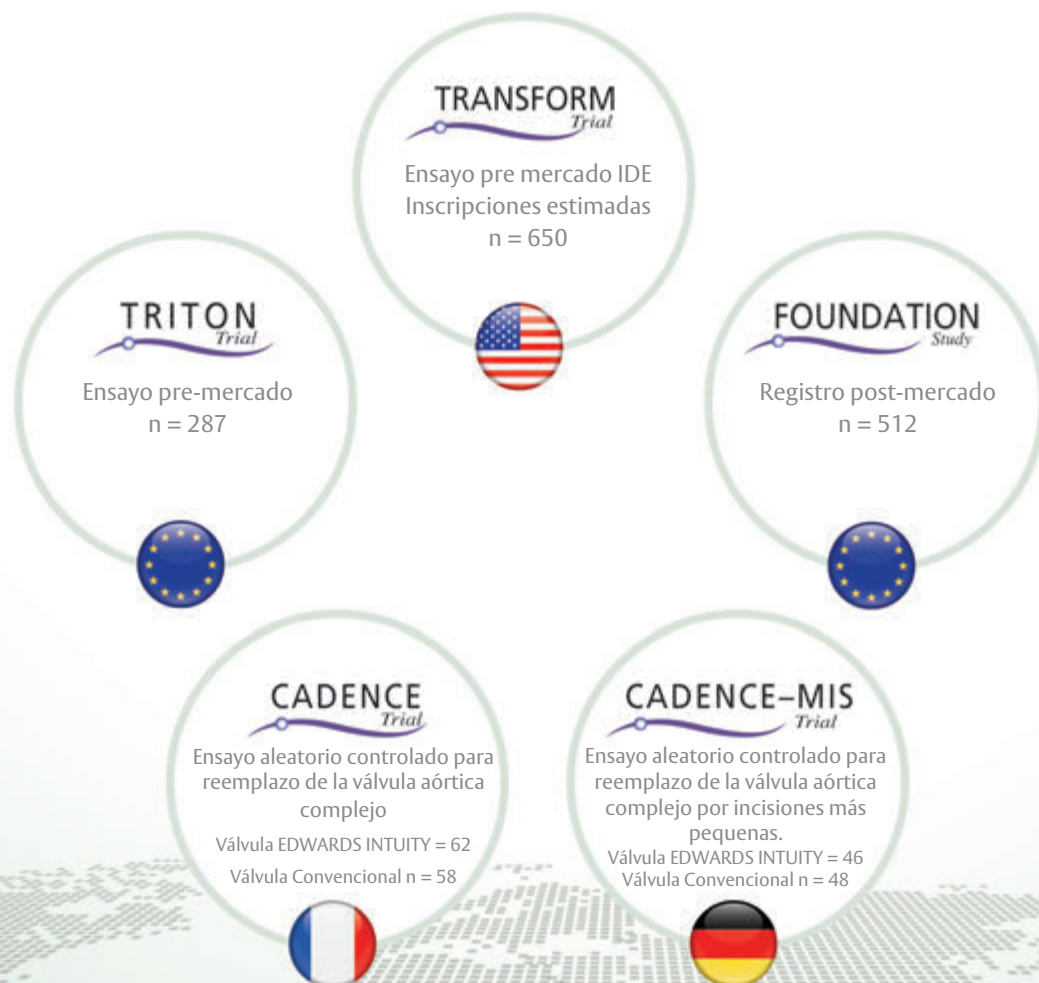 TRANSFORM
Trial
Ensayo pre mercado IDE
Inscripciones estimadas
n = 650
TRITON
Trial
Ensayo pre-mercado
n = 287
FOUNDATION
Study
Registro post-mercado
n = 512
CADENCE
Trial
Ensayo aleatorio controlado para
reemplazo de la válvula aórtica
complejo
Válvula EDWARDS INTUITY = 62
Válvula Convencional n = 58
CADENCE–MIS
Trial
Ensayo aleatorio controlado para
reemplazo de la válvula aórtica
complejo por incisiones más
pequenas.
Válvula EDWARDS INTUITY = 46
Válvula Convencional n = 48